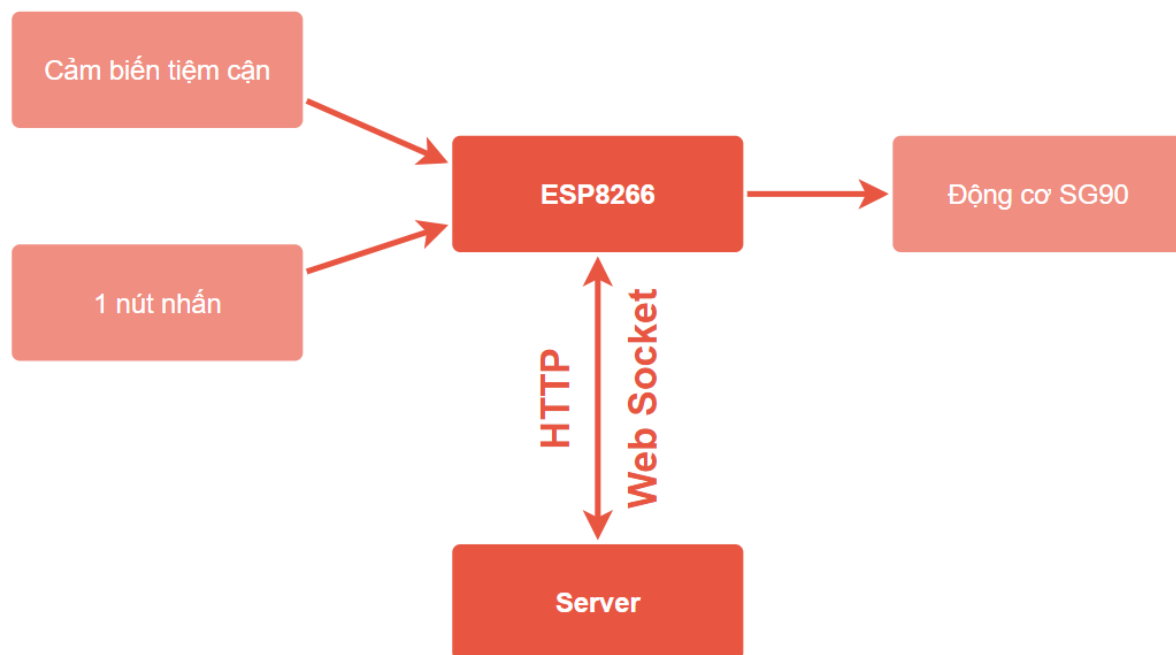 Cảm biến tiệm cận
ESP8266
Động cơ SG90
1 nút nhấn
HTTP
Web Socket
Server